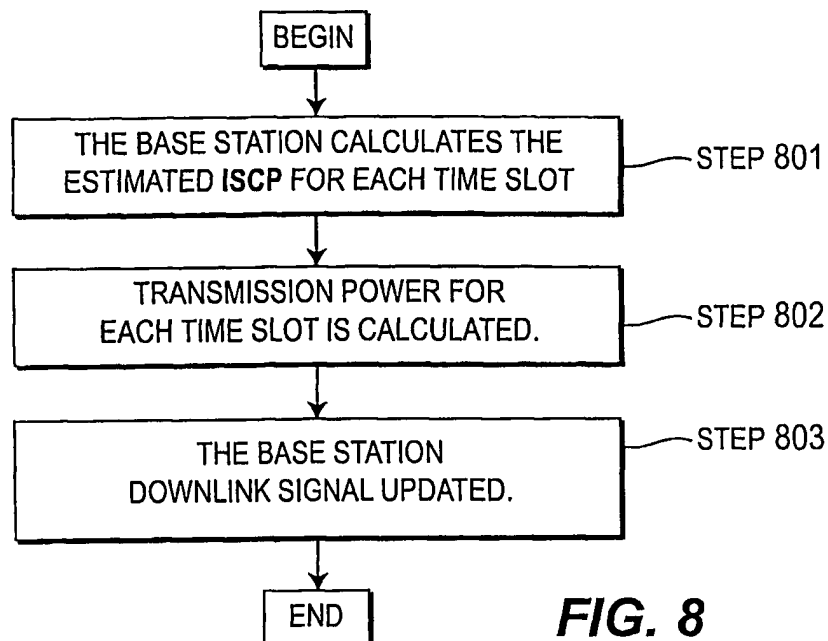 BEGIN
THE BASE STATION CALCULATES THE
ESTIMATED ISCP FOR EACH TIME SLOT
STEP 801
TRANSMISSION POWER FOR
EACH TIME SLOT IS CALCULATED.
STEP 802
THE BASE STATION
DOWNLINK SIGNAL UPDATED.
STEP 803
END
FIG. 8